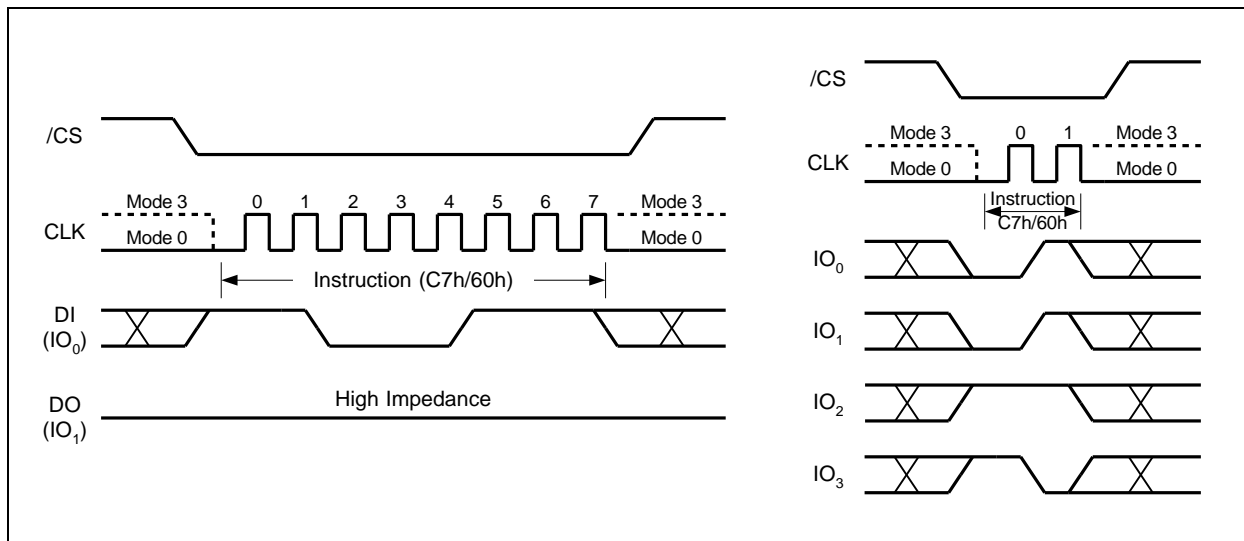 /CS
Mode 3
0 1 2 3 4 5 6 7
Mode 3
CLK
Mode 0
Mode 0
Instruction (C7h/60h)
DI
(IO0)
High Impedance
DO
(IO1)
/CS
Mode 3
0 1
Mode 3
CLK
Mode 0
Mode 0
Instruction
C7h/60h
IO0
IO1
IO2
IO3